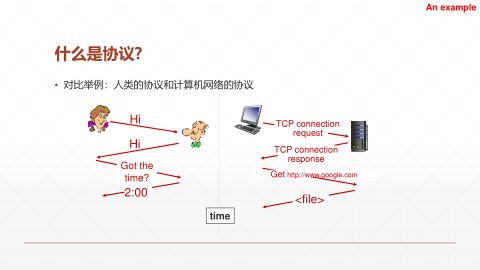 An example
什么是协议?
• 对比举例：人类的协议和计算机网络的协议
Hi
Hi
Got the
time?
2:00
TCP connection
request
TCP connection
response
Get http://www.google.com
<file>
time